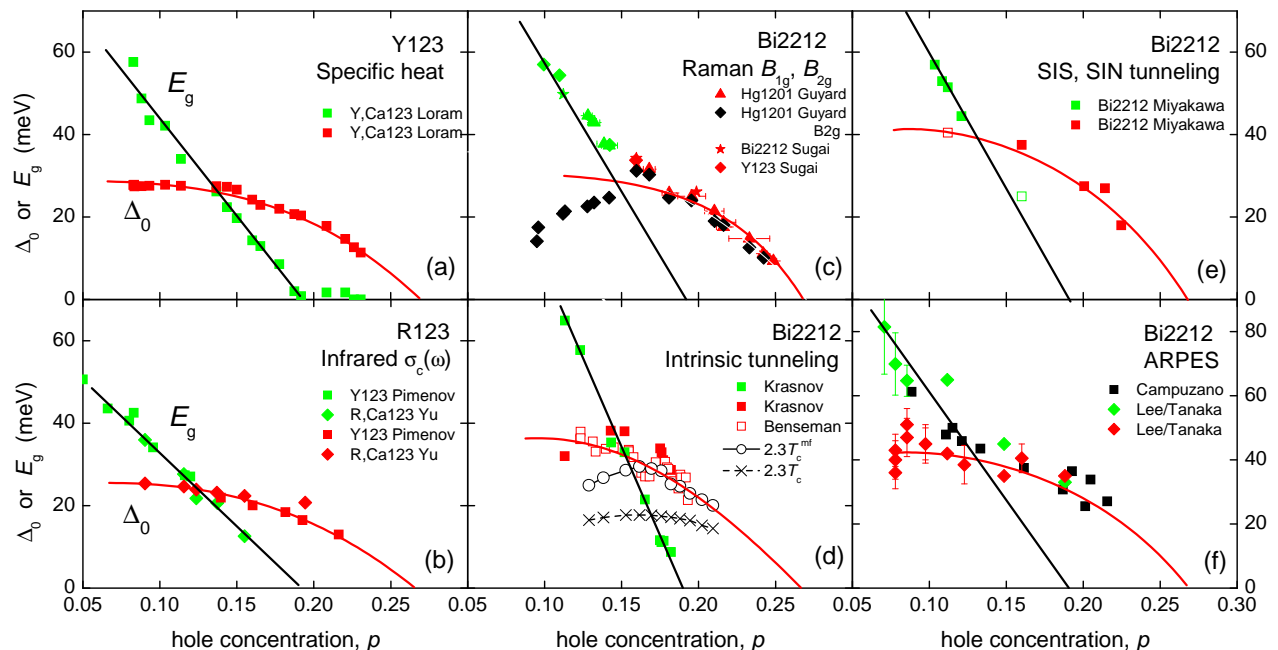 Y123
Specific heat
E_g
Y,Ca123 Loram
Y,Ca123 Loram
Δ_0
(a)
60
40
20
0
Δ_0 or E_g (meV)
Bi2212
Raman B_1g, B_2g
Hg1201 Guyard
Hg1201 Guyard
B2g
Bi2212 Sugai
Y123 Sugai
(c)
Bi2212
SIS, SIN tunneling
Bi2212 Miyakawa
Bi2212 Miyakawa
(e)
60
40
20
0
R123
Infrared σ_c(ω)
E_g
Y123 Pimenov
R,Ca123 Yu
Y123 Pimenov
R,Ca123 Yu
Δ_0
(b)
60
40
20
0
Δ_0 or E_g (meV)
0.05 0.10 0.15 0.20 0.25
hole concentration, p
Bi2212
Intrinsic tunneling
Krasnov
Krasnov
Benseman
2.3T_c^mf
2.3T_c
(d)
0.05 0.10 0.15 0.20 0.25
hole concentration, p
Bi2212
ARPES
Campuzano
Lee/Tanaka
Lee/Tanaka
(f)
80
60
40
20
0
0.05 0.10 0.15 0.20 0.25 0.30
hole concentration, p